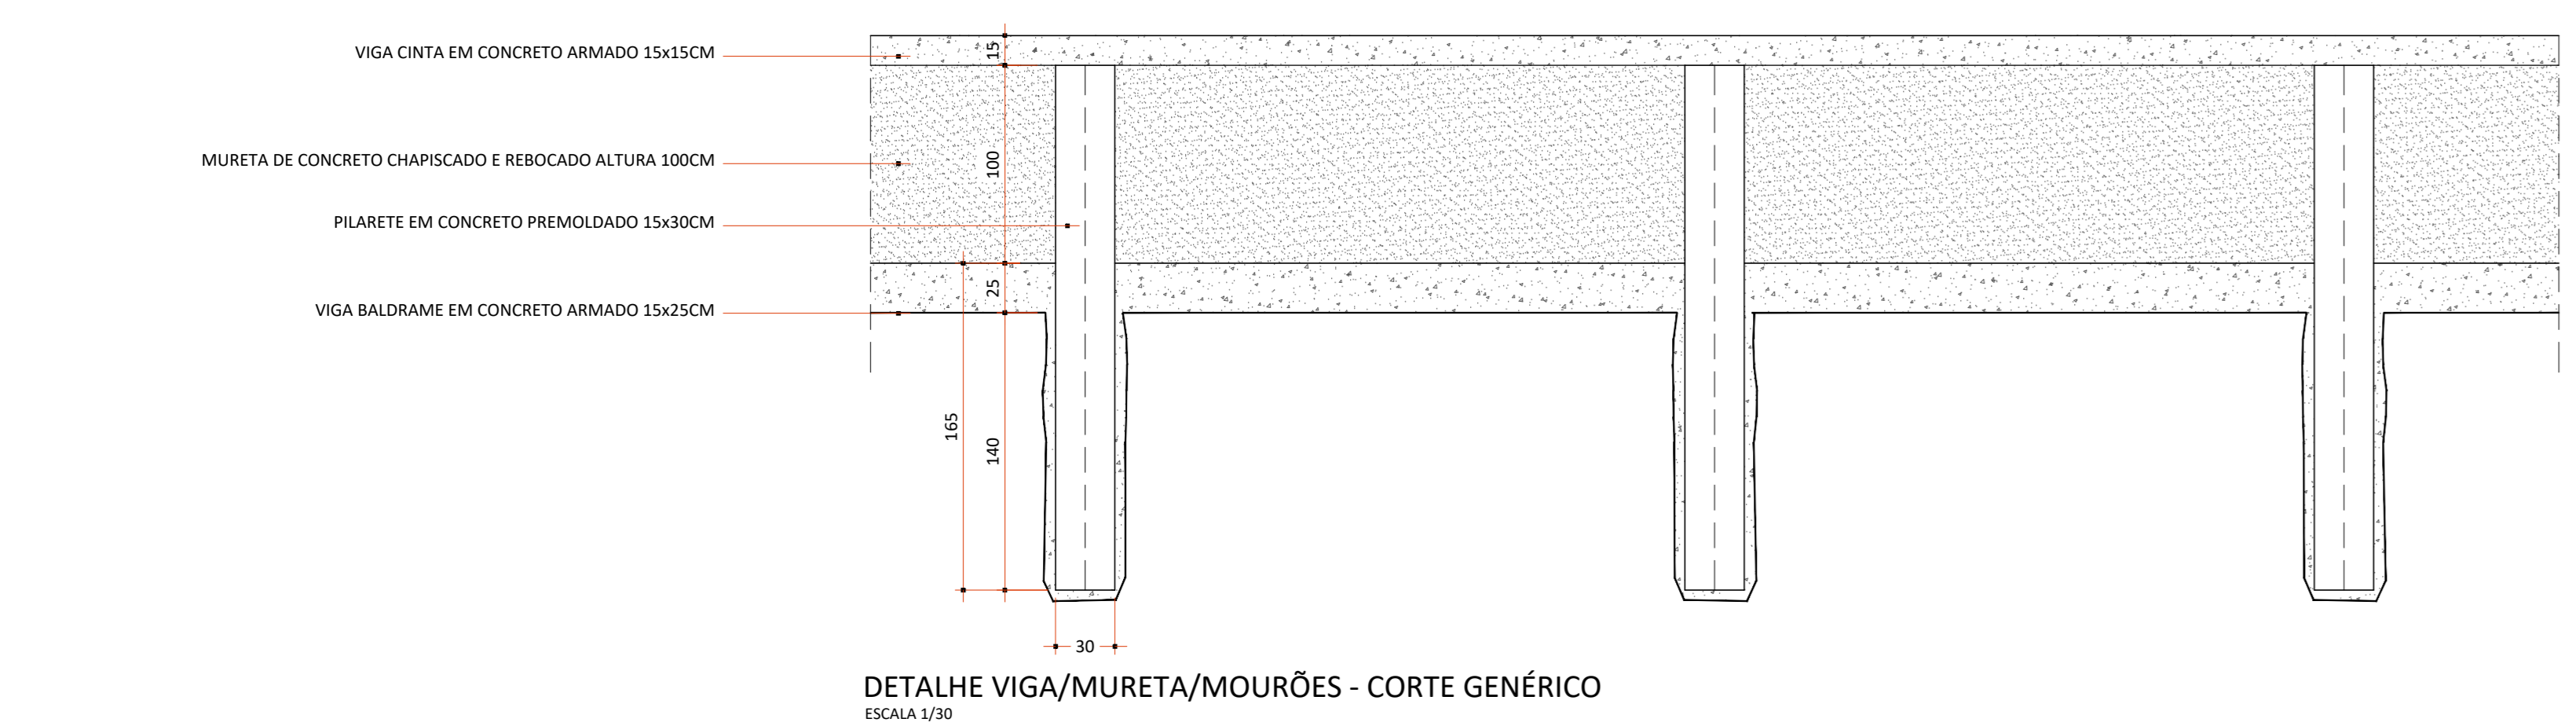 VIGA CINTA EM CONCRETO ARMADO 15x15CM
15
MURETA DE CONCRETO CHAPISCADO E REBOCADO ALTURA 100CM
100
PILARETE EM CONCRETO PREMOLDADO 15x30CM
25
VIGA BALDRAME EM CONCRETO ARMADO 15x25CM
165
140
30
DETALHE VIGA/MURETA/MOURÕES - CORTE GENÉRICO
ESCALA 1/30